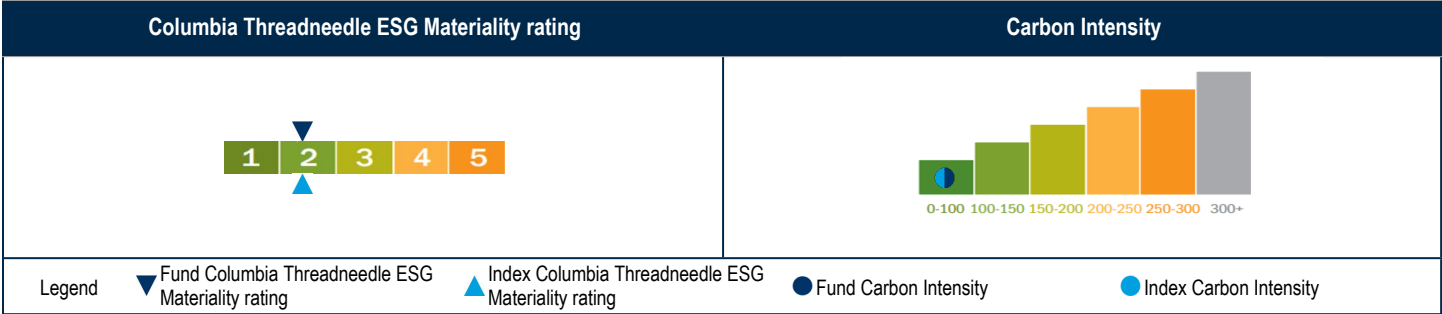 Columbia Threadneedle ESG Materiality rating
Carbon Intensity
1 2 3 4 5
0-100 100-150 150-200 200-250 250-300 300+
Legend
Fund Columbia Threadneedle ESG
Materiality rating
Index Columbia Threadneedle ESG
Materiality rating
Fund Carbon Intensity
Index Carbon Intensity